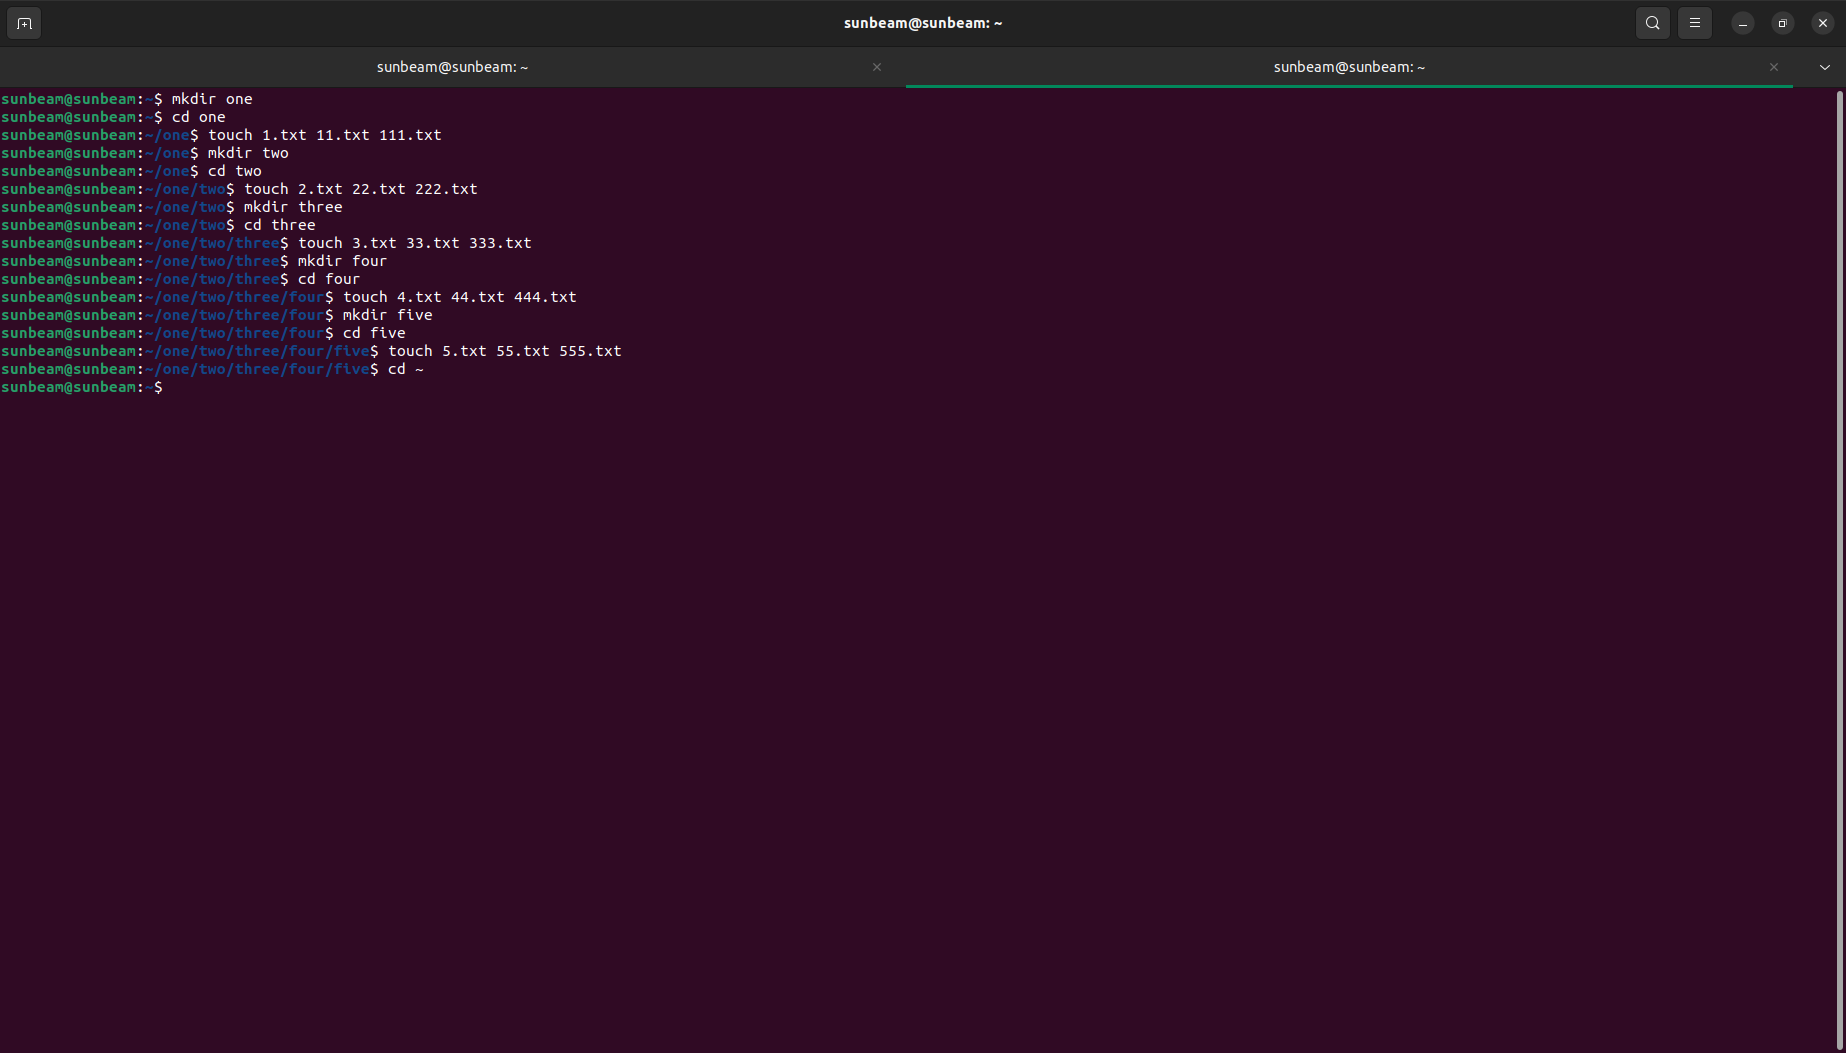 sunbeam@sunbeam: ~
sunbeam@sunbeam: ~ sunbeam@sunbeam: ~
sunbeam@sunbeam:~$ mkdir one
sunbeam@sunbeam:~$ cd one
sunbeam@sunbeam:~/one$ touch 1.txt 11.txt 111.txt
sunbeam@sunbeam:~/one$ mkdir two
sunbeam@sunbeam:~/one$ cd two
sunbeam@sunbeam:~/one/two$ touch 2.txt 22.txt 222.txt
sunbeam@sunbeam:~/one/two$ mkdir three
sunbeam@sunbeam:~/one/two$ cd three
sunbeam@sunbeam:~/one/two/three$ touch 3.txt 33.txt 333.txt
sunbeam@sunbeam:~/one/two/three$ mkdir four
sunbeam@sunbeam:~/one/two/three$ cd four
sunbeam@sunbeam:~/one/two/three/four$ touch 4.txt 44.txt 444.txt
sunbeam@sunbeam:~/one/two/three/four$ mkdir five
sunbeam@sunbeam:~/one/two/three/four$ cd five
sunbeam@sunbeam:~/one/two/three/four/five$ touch 5.txt 55.txt 555.txt
sunbeam@sunbeam:~/one/two/three/four/five$ cd ~
sunbeam@sunbeam:~$